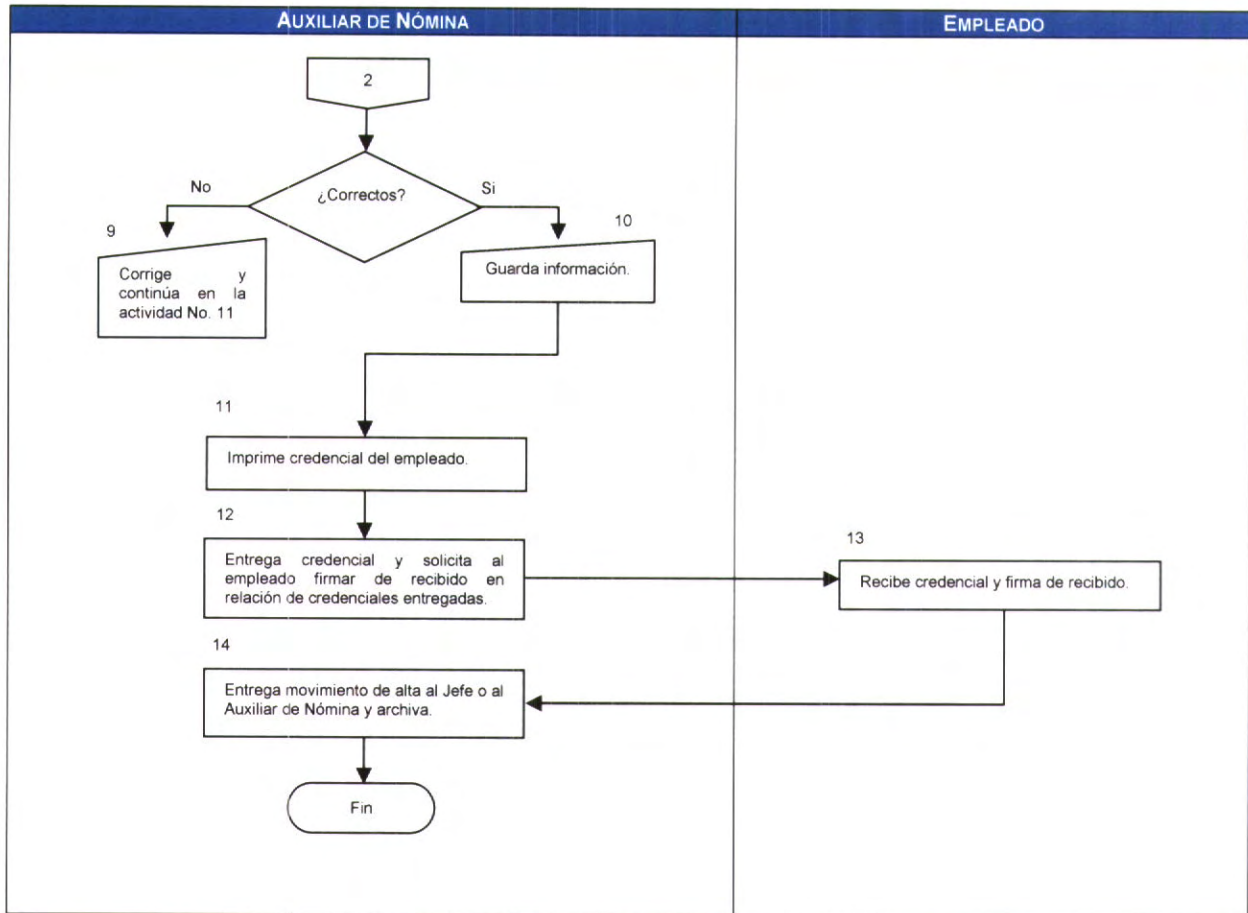 AUXILIAR DE NÓMINA
EMPLEADO
2
¿Correctos?
No
Si
9
Corrige y
continúa en la
actividad No. 11
10
Guarda información.
11
Imprime credencial del empleado.
12
Entrega credencial y solicita al
empleado firmar de recibido en
relación de credenciales entregadas.
13
Recibe credencial y firma de recibido.
14
Entrega movimiento de alta al Jefe o al
Auxiliar de Nómina y archiva.
Fin